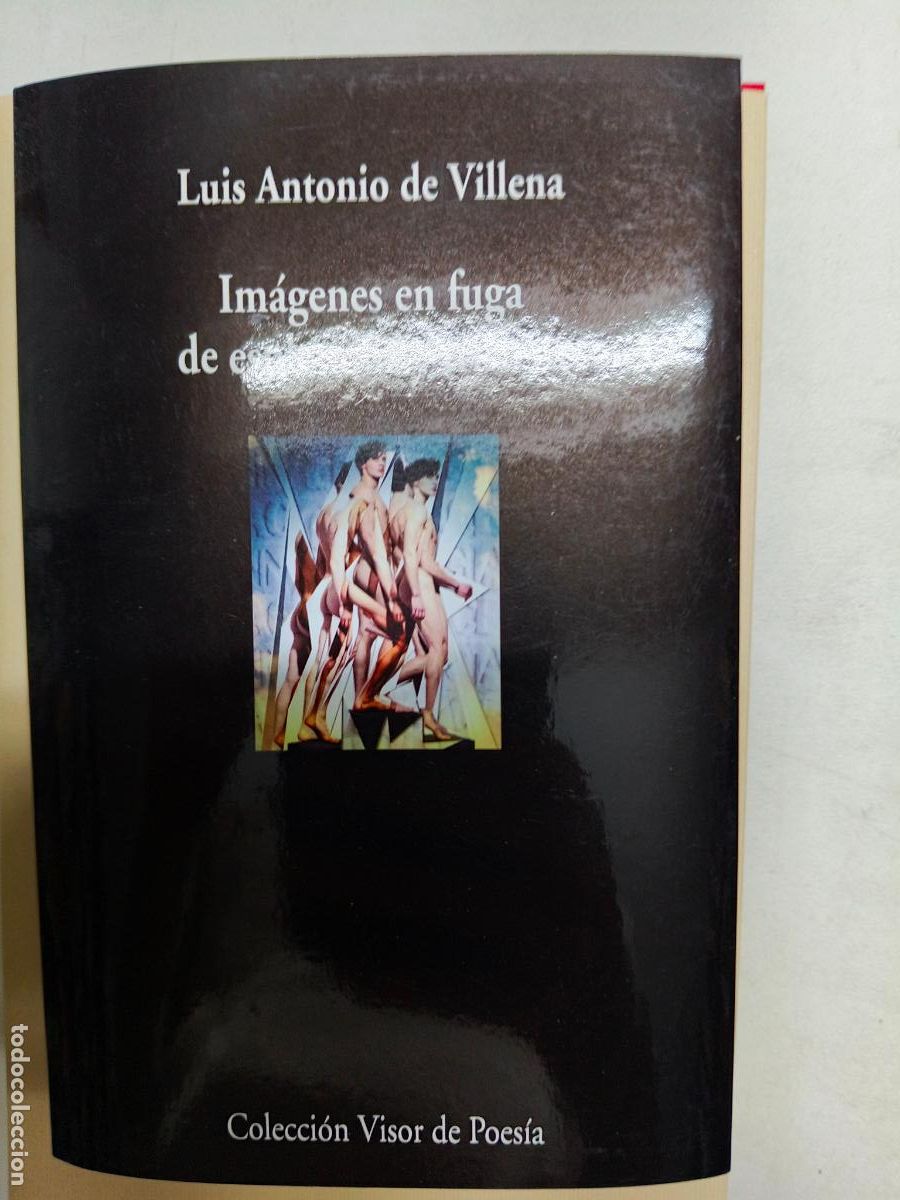 Luis Antonio de Villena
Imágenes en fuga
de
Colección Visor de Poesía
todocoleccion